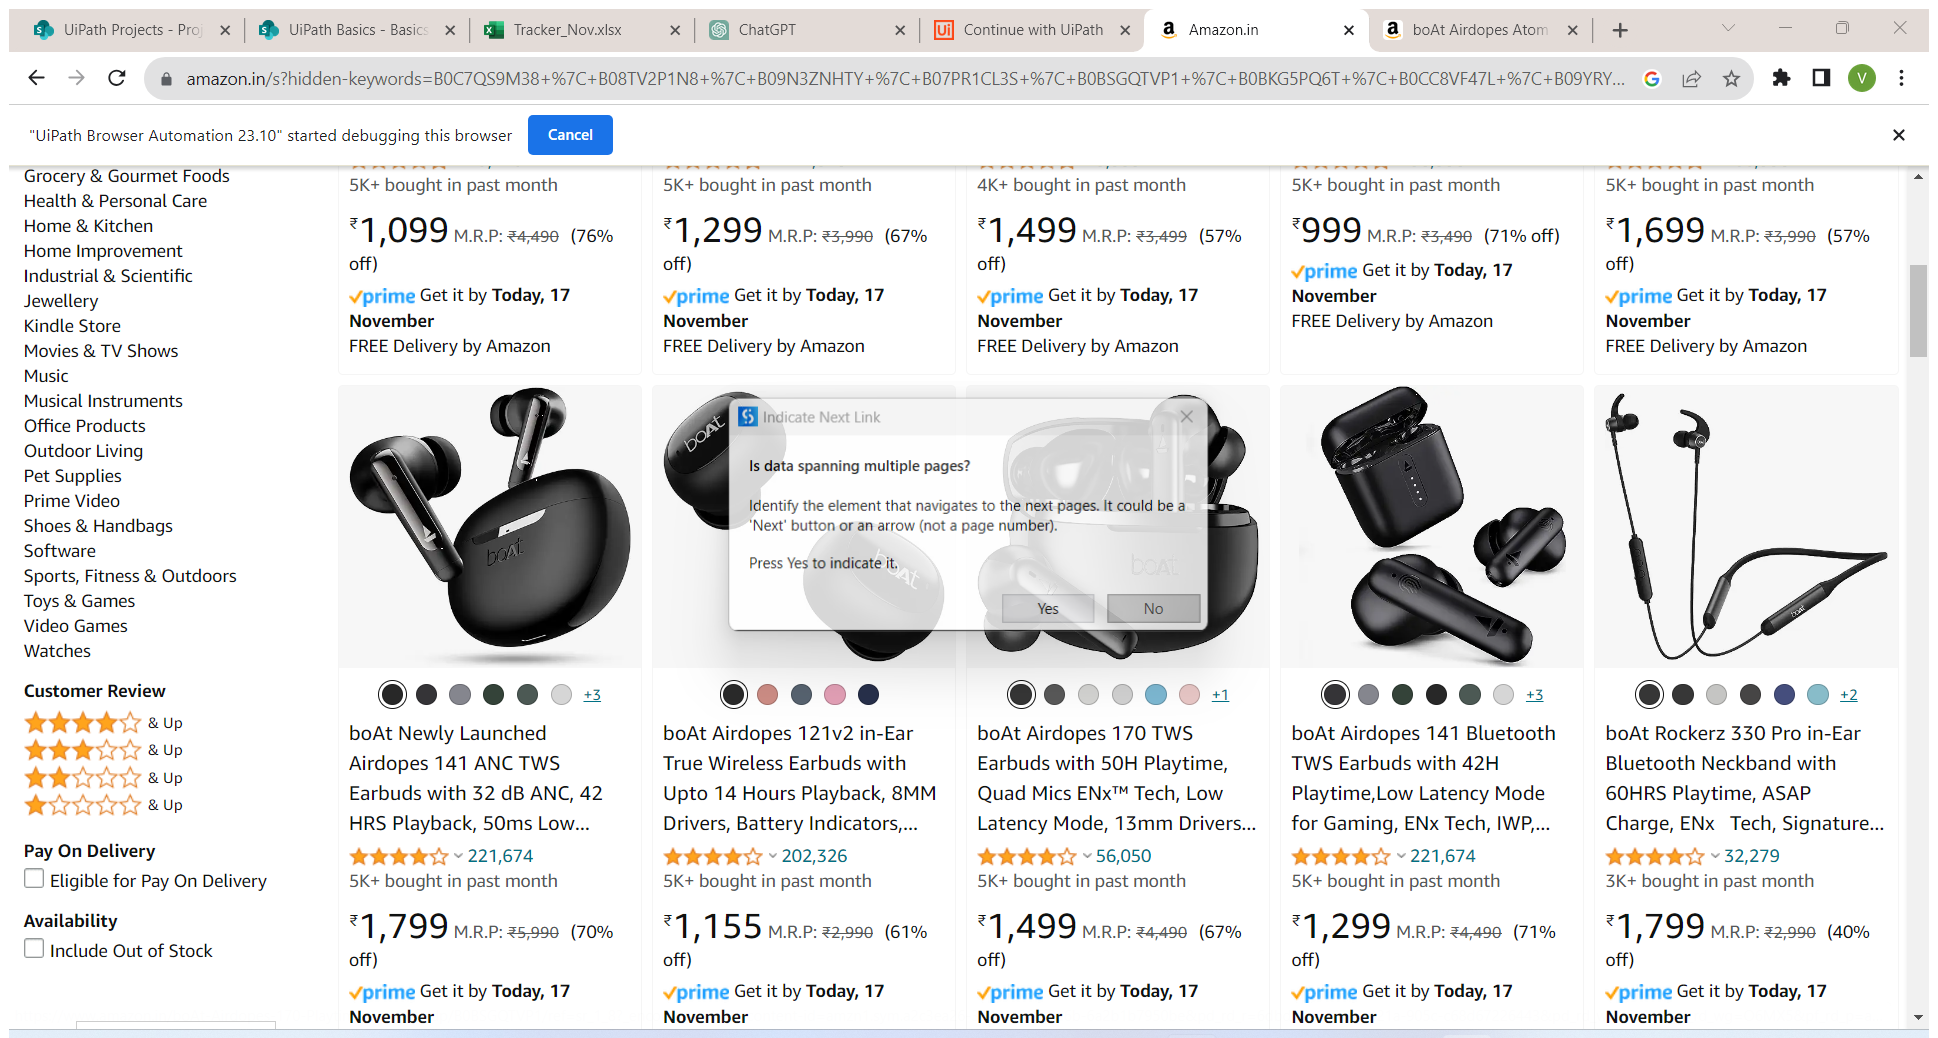 UiPath Projects - Proj
UiPath Basics - Basics
Tracker_Nov.xlsx
ChatGPT
Continue with UiPath
Amazon.in
boAt Airdopes Atom
amazon.in/s?hidden-keywords=B0C7QS9M38+%7C+B08TV2P1N8+%7C+B09N3ZNHTY+%7C+B07PR1CL3S+%7C+B0BSGQTVP1+%7C+B0BKG5PQ6T+%7C+B0CC8VF47L+%7C+B09YRY...
V
"UiPath Browser Automation 23.10" started debugging this browser
Cancel
Grocery & Gourmet Foods
Health & Personal Care
Home & Kitchen
Home Improvement
Industrial & Scientific
Jewellery
Kindle Store
Movies & TV Shows
Music
Musical Instruments
Office Products
Outdoor Living
Pet Supplies
Prime Video
Shoes & Handbags
Software
Sports, Fitness & Outdoors
Toys & Games
Video Games
Watches
Customer Review
& Up
& Up
& Up
& Up
Pay On Delivery
Eligible for Pay On Delivery
Availability
Include Out of Stock
5K+ bought in past month
₹1,099 M.R.P: ₹4,490 (76%
off)
prime Get it by Today, 17
November
FREE Delivery by Amazon
5K+ bought in past month
₹1,299 M.R.P: ₹3,990 (67%
off)
prime Get it by Today, 17
November
FREE Delivery by Amazon
4K+ bought in past month
₹1,499 M.R.P: ₹3,499 (57%
off)
prime Get it by Today, 17
November
FREE Delivery by Amazon
5K+ bought in past month
₹999 M.R.P: ₹3,490 (71% off)
prime Get it by Today, 17
November
FREE Delivery by Amazon
5K+ bought in past month
₹1,699 M.R.P: ₹3,990 (57%
off)
prime Get it by Today, 17
November
FREE Delivery by Amazon
Indicate Next Link
Is data spanning multiple pages?
Identify the element that navigates to the next pages. It could be a
'Next' button or an arrow (not a page number).
Press Yes to indicate it.
Yes
No
boAt
boAt
boAt
boAt
boAt
+3
boAt Newly Launched
Airdopes 141 ANC TWS
Earbuds with 32 dB ANC, 42
HRS Playback, 50ms Low...
221,674
5K+ bought in past month
₹1,799 M.R.P: ₹5,990 (70%
off)
prime Get it by Today, 17
November
boAt Airdopes 121v2 in-Ear
True Wireless Earbuds with
Upto 14 Hours Playback, 8MM
Drivers, Battery Indicators,...
202,326
5K+ bought in past month
₹1,155 M.R.P: ₹2,990 (61%
off)
prime Get it by Today, 17
November
+1
boAt Airdopes 170 TWS
Earbuds with 50H Playtime,
Quad Mics ENx™ Tech, Low
Latency Mode, 13mm Drivers...
56,050
5K+ bought in past month
₹1,499 M.R.P: ₹4,490 (67%
off)
prime Get it by Today, 17
November
+3
boAt Airdopes 141 Bluetooth
TWS Earbuds with 42H
Playtime,Low Latency Mode
for Gaming, ENx Tech, IWP,...
221,674
5K+ bought in past month
₹1,299 M.R.P: ₹4,490 (71%
off)
prime Get it by Today, 17
November
+2
boAt Rockerz 330 Pro in-Ear
Bluetooth Neckband with
60HRS Playtime, ASAP
Charge, ENx Tech, Signature...
32,279
3K+ bought in past month
₹1,799 M.R.P: ₹2,990 (40%
off)
prime Get it by Today, 17
November